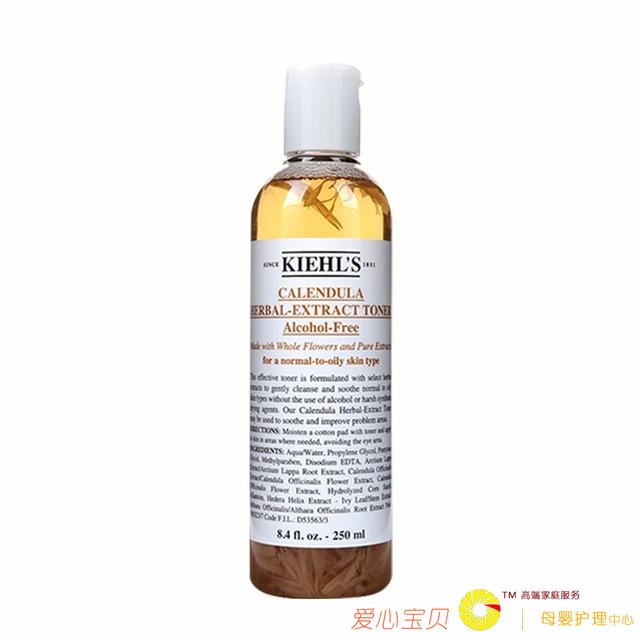 SINCE KIEHL'S 1851
CALENDULA
HERBAL-EXTRACT TONER
Alcohol-Free
Made with Whole Flowers and Pure Extracts
for a normal-to-oily skin type
This effective toner is formulated with select herbal
extracts to gently cleanse and soothe normal to oily
skin types without the use of alcohol or harsh synthetic
drying agents. Our Calendula Herbal-Extract Toner
may be used to soothe and improve problem areas.
DIRECTIONS: Moisten a cotton pad with toner and
to skin in areas where needed, avoiding the eye area.
INGREDIENTS: Aqua/Water, Propylene Glycol,
Glycol, Methylparaben, Disodium EDTA, Arctium Lappa
Extract/Arctium Lappa Root Extract, Calendula Officinalis
Extract/Calendula Officinalis Flower Extract,
Officinalis Flower Extract, Hydrolyzed Corn Starch,
Hedera Helix Extract - Ivy Leaf/Stem Extract,
Althaea Officinalis/Althaea Officinalis Root Extract
Code F.I.L.: D53563/3
8.4 fl. oz. - 250 ml
爱心宝贝
TM 高端家庭服务
母婴护理中心